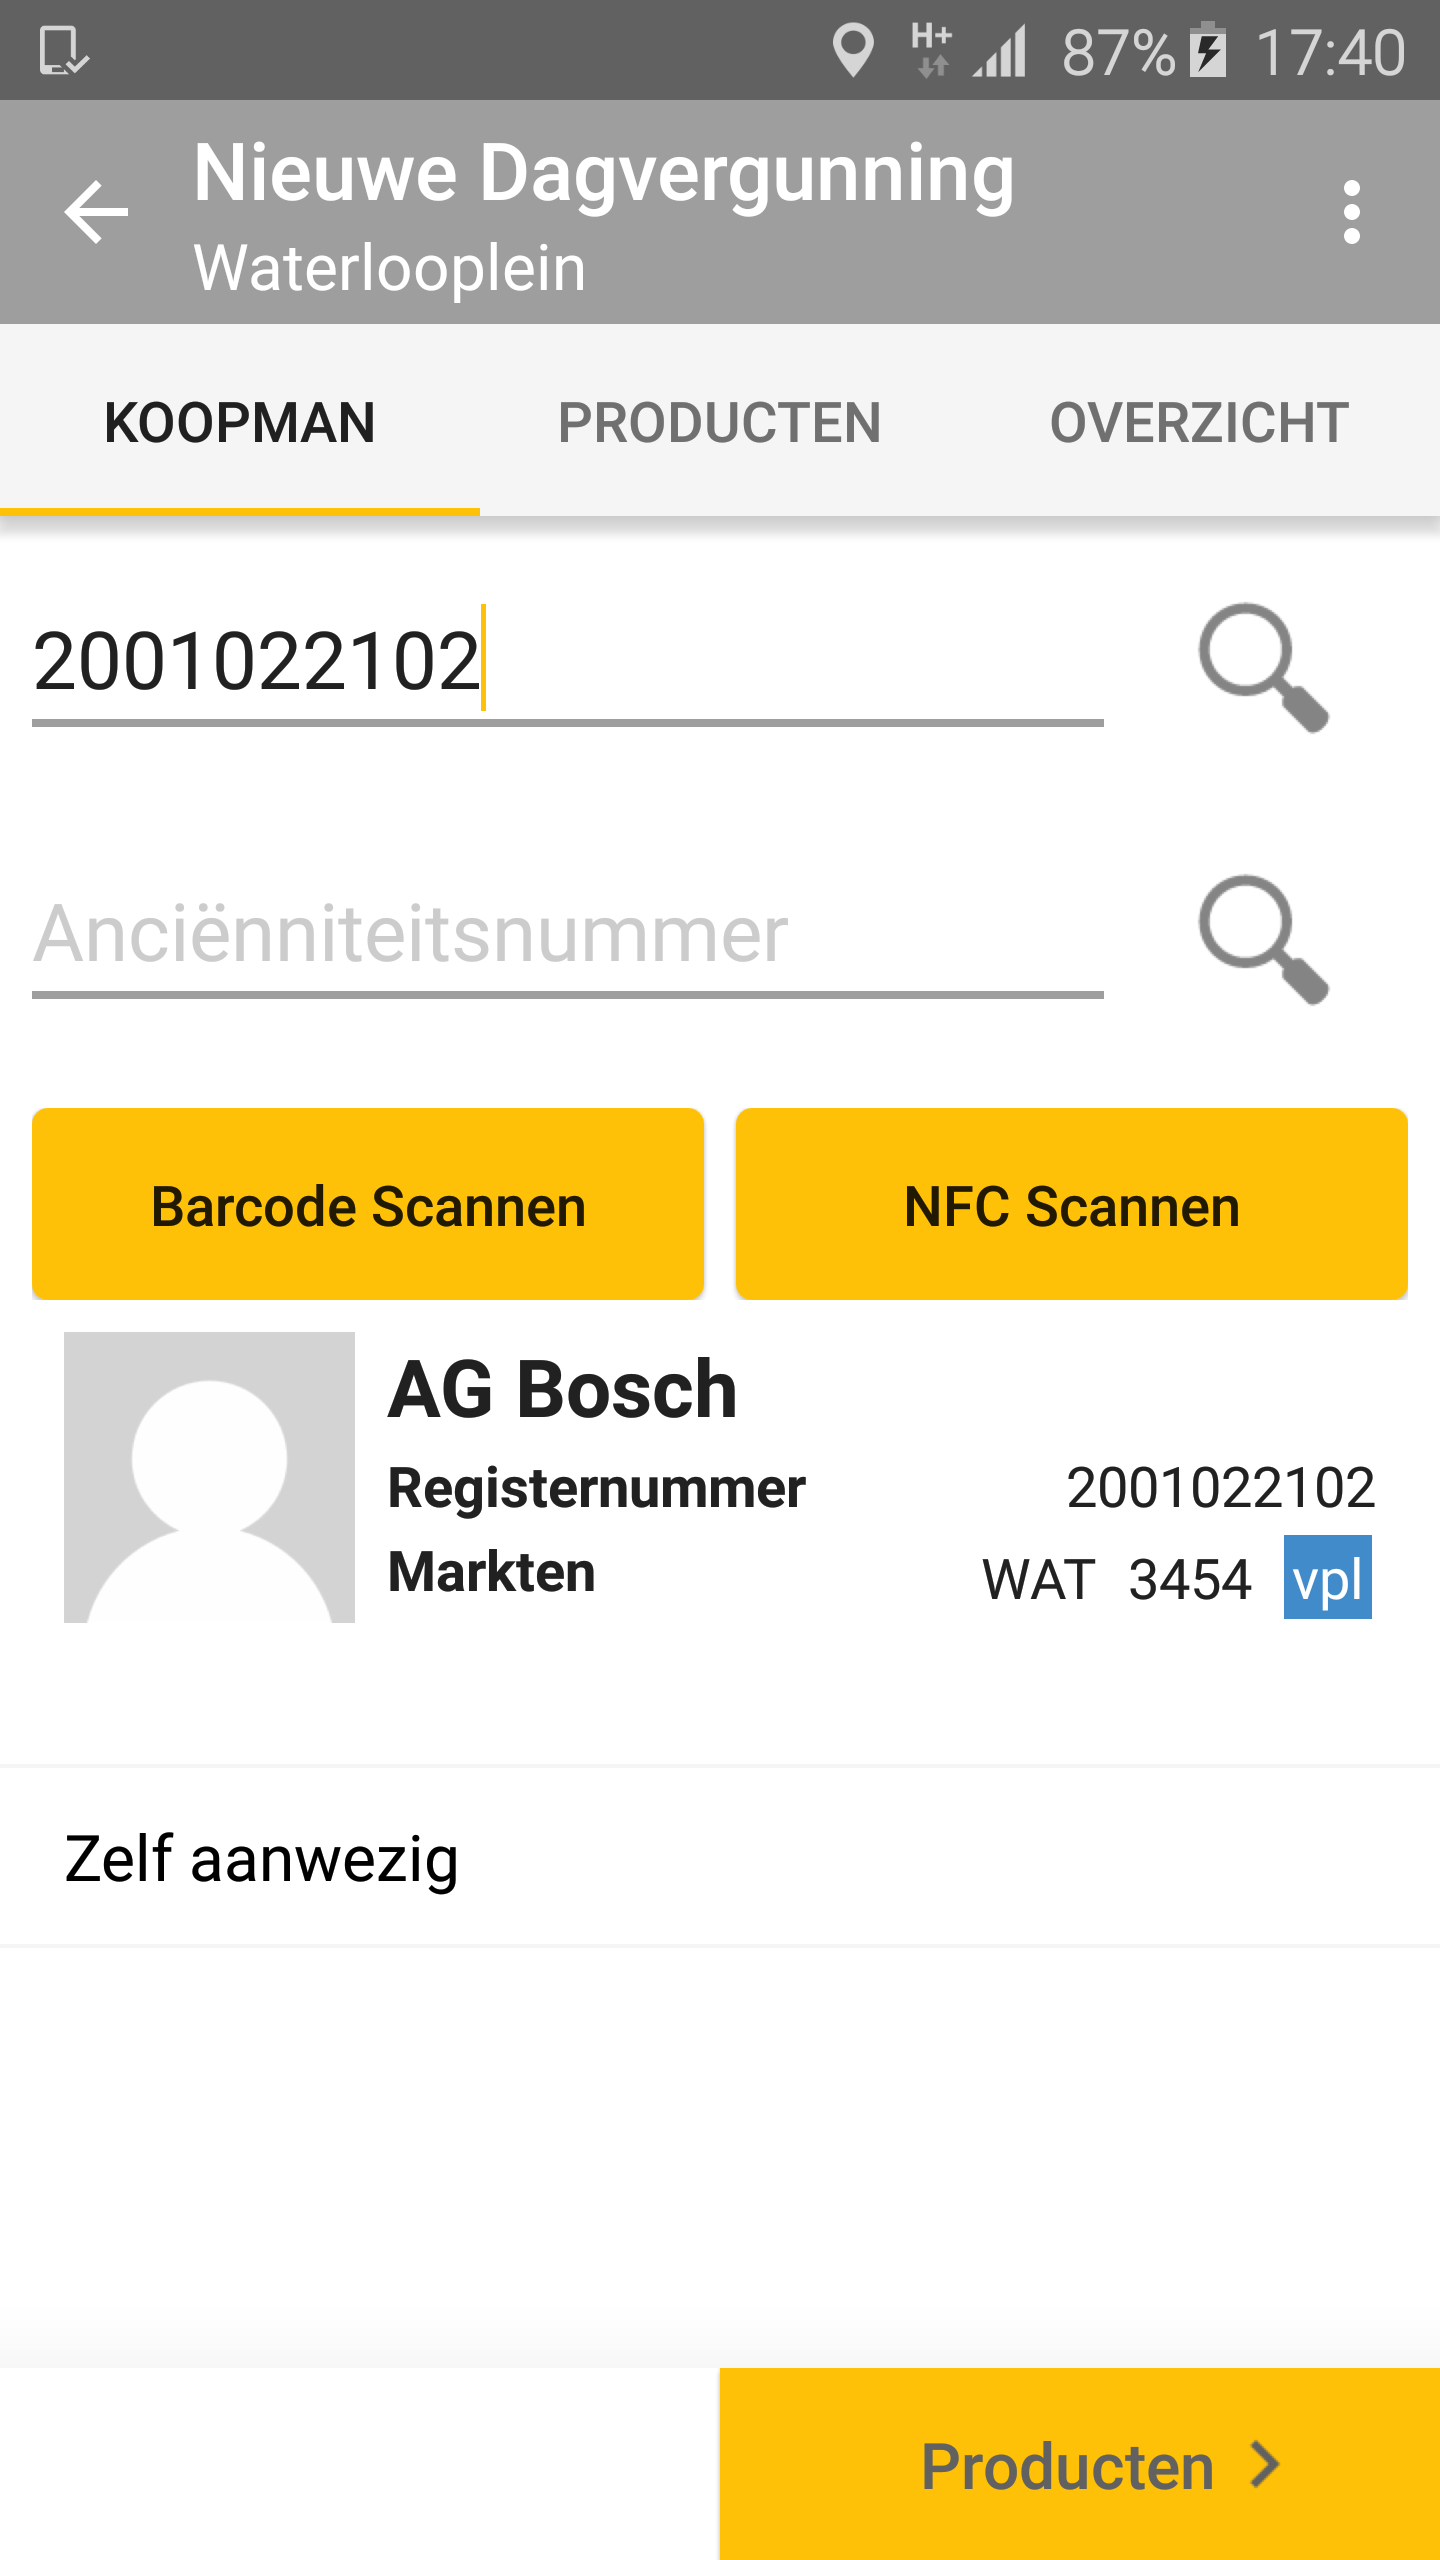 H+ 87% 17:40
Nieuwe Dagvergunning
Waterlooplein
KOOPMAN PRODUCTEN OVERZICHT
2001022102
Anciënniteitsnummer
Barcode Scannen NFC Scannen
AG Bosch
Registernummer 2001022102
Markten WAT 3454 vpl
Zelf aanwezig
Producten